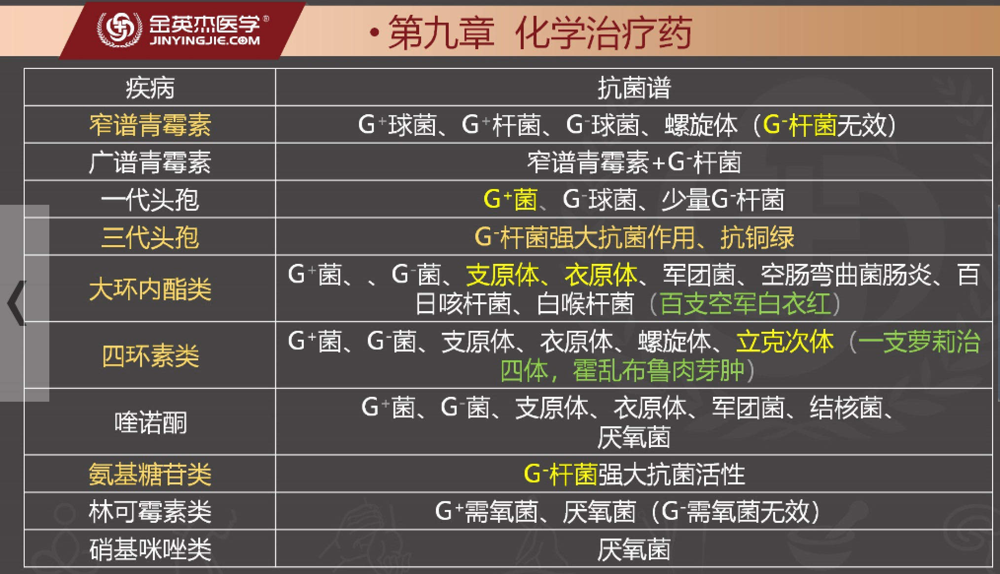 金英杰医学®
JINYINGJIE.COM
•第九章 化学治疗药
疾病
抗菌谱
窄谱青霉素
G⁺球菌、G⁺杆菌、G⁻球菌、螺旋体（G⁻杆菌无效）
广谱青霉素
窄谱青霉素+G⁻杆菌
一代头孢
G⁺菌、G⁻球菌、少量G⁻杆菌
三代头孢
G⁻杆菌强大抗菌作用、抗铜绿
大环内酯类
G⁺菌、、G⁻菌、支原体、衣原体、军团菌、空肠弯曲菌肠炎、百
日咳杆菌、白喉杆菌（百支空军白衣红）
四环素类
G⁺菌、G⁻菌、支原体、衣原体、螺旋体、立克次体（一支萝莉治
四体，霍乱布鲁肉芽肿）
喹诺酮
G⁺菌、G⁻菌、支原体、衣原体、军团菌、结核菌、
厌氧菌
氨基糖苷类
G⁻杆菌强大抗菌活性
林可霉素类
G⁺需氧菌、厌氧菌（G⁻需氧菌无效）
硝基咪唑类
厌氧菌